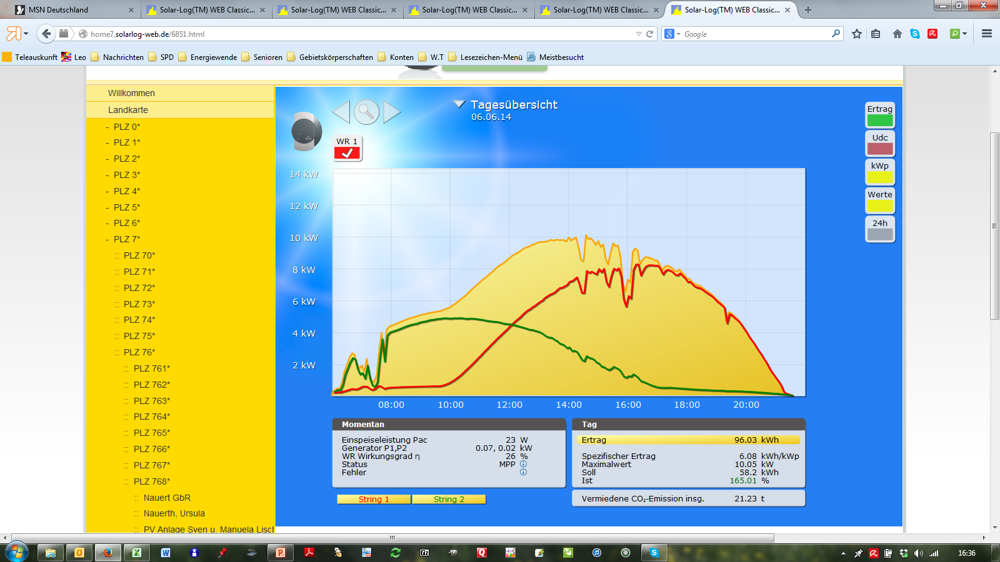 MSN Deutschland
Solar-Log(TM) WEB Classic...
Solar-Log(TM) WEB Classic...
Solar-Log(TM) WEB Classic...
Solar-Log(TM) WEB Classic...
Solar-Log(TM) WEB Classic...
home7.solarlog-web.de/6851.html
Google
Teleauskunft Leo Nachrichten SPD Energiewende Senioren Gebietskörperschaften Konten W.T Lesezeichen-Menü Meistbesucht
Willkommen
Landkarte
- PLZ 0*
- PLZ 1*
- PLZ 2*
- PLZ 3*
- PLZ 4*
- PLZ 5*
- PLZ 6*
- PLZ 7*
:: PLZ 70*
:: PLZ 71*
:: PLZ 72*
:: PLZ 73*
:: PLZ 74*
:: PLZ 75*
:: PLZ 76*
:: PLZ 761*
:: PLZ 762*
:: PLZ 763*
:: PLZ 764*
:: PLZ 765*
:: PLZ 766*
:: PLZ 767*
:: PLZ 768*
:: Nauert GbR
:: Nauerth, Ursula
:: PV Anlage Sven u. Manuela Lisch
Tagesübersicht
06.06.14
WR 1
Ertrag
Udc
kWp
Werte
24h
14 kW
12 kW
10 kW
8 kW
6 kW
4 kW
2 kW
08:00 10:00 12:00 14:00 16:00 18:00 20:00
Momentan
Einspeiseleistung Pac 23 W
Generator P1,P2 0.07, 0.02 kW
WR Wirkungsgrad η 26 %
Status MPP
Fehler
String 1 String 2
Tag
Ertrag 96.03 kWh
Spezifischer Ertrag 6.08 kWh/kWp
Maximalwert 10.05 kW
Soll 58.2 kWh
Ist 165.01 %
Vermiedene CO₂-Emission insg. 21.23 t
16:36